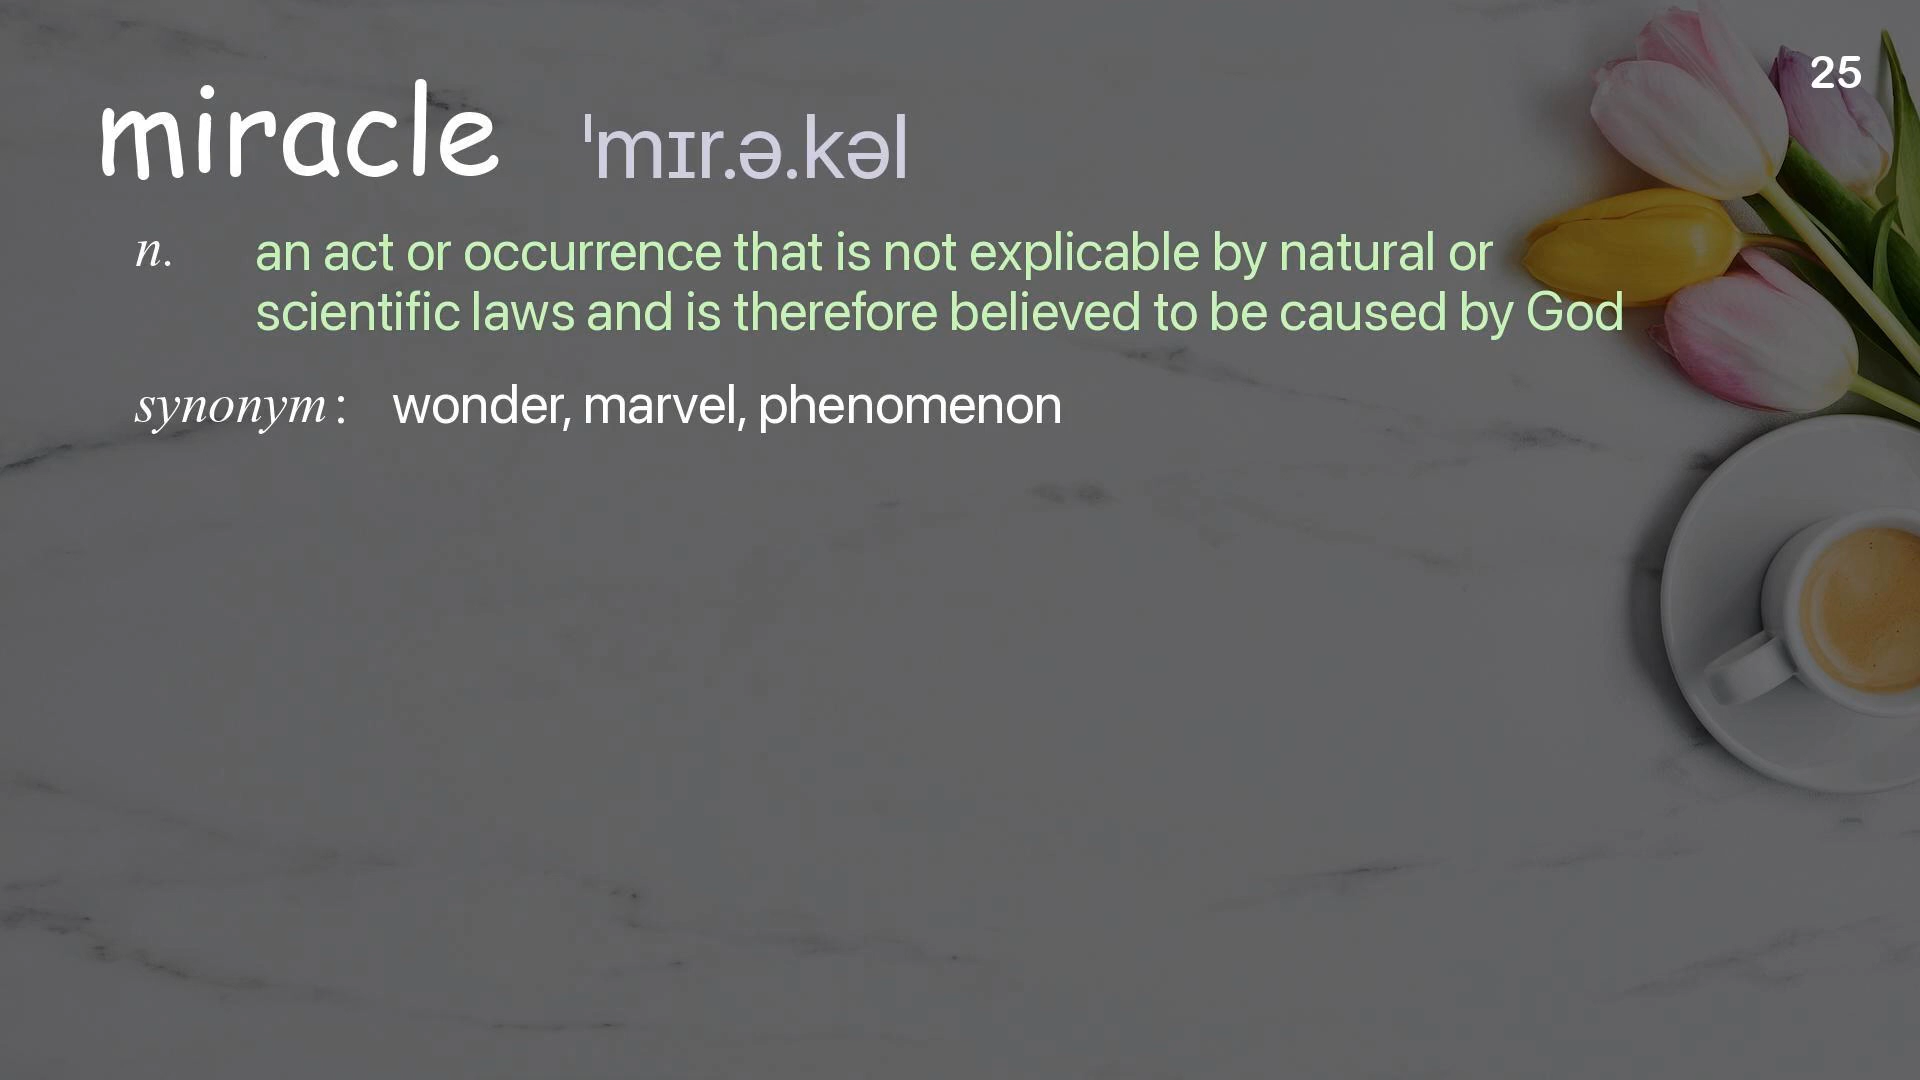 25
miracle ˈmɪr.ə.kəl
n. an act or occurrence that is not explicable by natural or
scientific laws and is therefore believed to be caused by God
synonym: wonder, marvel, phenomenon